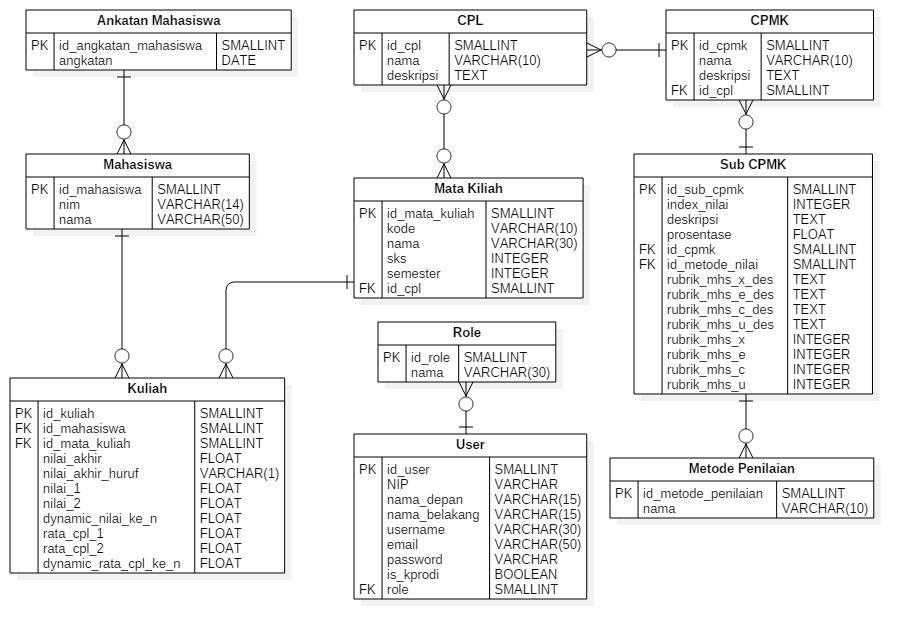 Ankatan Mahasiswa
PK id_angkatan_mahasiswa SMALLINT
angkatan DATE
CPL
PK id_cpl SMALLINT
nama VARCHAR(10)
deskripsi TEXT
CPMK
PK id_cpmk SMALLINT
nama VARCHAR(10)
deskripsi TEXT
FK id_cpl SMALLINT
Mahasiswa
PK id_mahasiswa SMALLINT
nim VARCHAR(14)
nama VARCHAR(50)
Mata Kiliah
PK id_mata_kuliah SMALLINT
kode VARCHAR(10)
nama VARCHAR(30)
sks INTEGER
semester INTEGER
FK id_cpl SMALLINT
Sub CPMK
PK id_sub_cpmk SMALLINT
index_nilai INTEGER
deskripsi TEXT
prosentase FLOAT
FK id_cpmk SMALLINT
FK id_metode_nilai SMALLINT
rubrik_mhs_x_des TEXT
rubrik_mhs_e_des TEXT
rubrik_mhs_c_des TEXT
rubrik_mhs_u_des TEXT
rubrik_mhs_x INTEGER
rubrik_mhs_e INTEGER
rubrik_mhs_c INTEGER
rubrik_mhs_u INTEGER
Role
PK id_role SMALLINT
nama VARCHAR(30)
Kuliah
PK id_kuliah SMALLINT
FK id_mahasiswa SMALLINT
FK id_mata_kuliah SMALLINT
nilai_akhir FLOAT
nilai_akhir_huruf VARCHAR(1)
nilai_1 FLOAT
nilai_2 FLOAT
dynamic_nilai_ke_n FLOAT
rata_cpl_1 FLOAT
rata_cpl_2 FLOAT
dynamic_rata_cpl_ke_n FLOAT
User
PK id_user SMALLINT
NIP VARCHAR
nama_depan VARCHAR(15)
nama_belakang VARCHAR(15)
username VARCHAR(30)
email VARCHAR(50)
password VARCHAR
is_kprodi BOOLEAN
FK role SMALLINT
Metode Penilaian
PK id_metode_penilaian SMALLINT
nama VARCHAR(10)